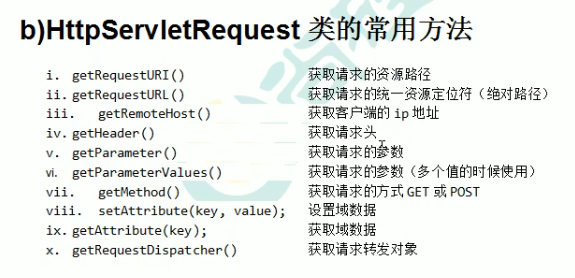 b)HttpServletRequest 类的常用方法
i. getRequestURI() 获取请求的资源路径
ii. getRequestURL() 获取请求的统一资源定位符（绝对路径）
iii. getRemoteHost() 获取客户端的 ip 地址
iv. getHeader() 获取请求头
v. getParameter() 获取请求的参数
vi. getParameterValues() 获取请求的参数（多个值的时候使用）
vii. getMethod() 获取请求的方式 GET 或 POST
viii. setAttribute(key, value); 设置域数据
ix. getAttribute(key); 获取域数据
x. getRequestDispatcher() 获取请求转发对象